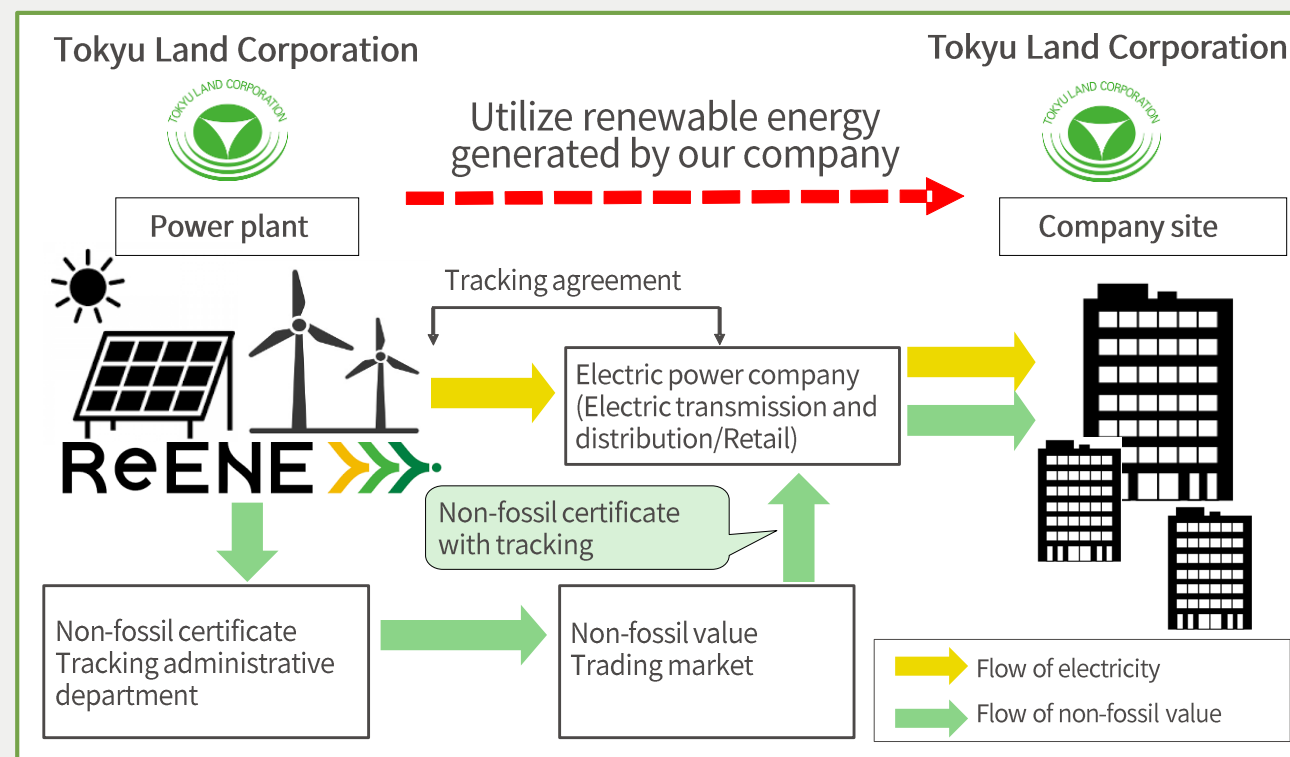 Tokyu Land Corporation
TOKYU LAND CORPORATION
Power plant
Utilize renewable energy
generated by our company
Tokyu Land Corporation
TOKYU LAND CORPORATION
Company site
Tracking agreement
ReENE
Electric power company
(Electric transmission and
distribution/Retail)
Non-fossil certificate
with tracking
Non-fossil certificate
Tracking administrative
department
Non-fossil value
Trading market
Flow of electricity
Flow of non-fossil value